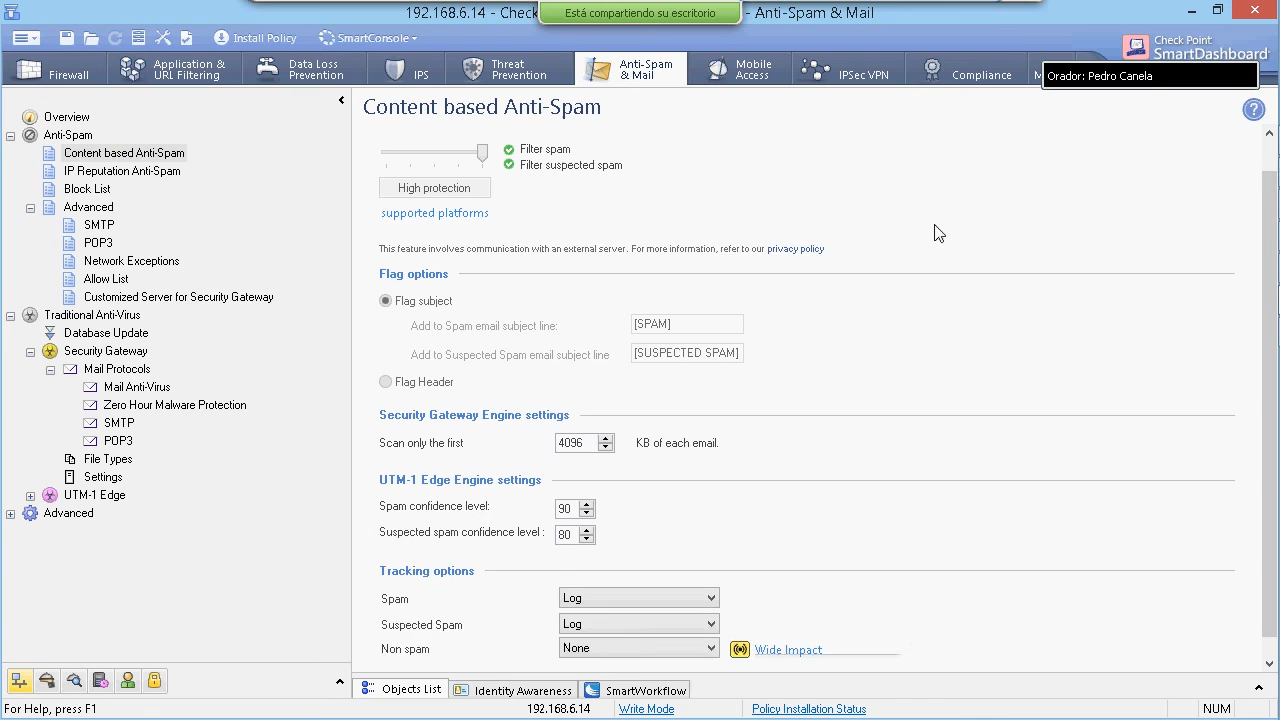 192.168.6.14 - Check
Está compartiendo su escritorio
- Anti-Spam & Mail
Install Policy
SmartConsole
Check Point
SmartDashboard
Firewall
Application &
URL Filtering
Data Loss
Prevention
IPS
Threat
Prevention
Anti-Spam
& Mail
Mobile
Access
IPSec VPN
Compliance
Orador: Pedro Canela
Overview
Anti-Spam
Content based Anti-Spam
IP Reputation Anti-Spam
Block List
Advanced
SMTP
POP3
Network Exceptions
Allow List
Customized Server for Security Gateway
Traditional Anti-Virus
Database Update
Security Gateway
Mail Protocols
Mail Anti-Virus
Zero Hour Malware Protection
SMTP
POP3
File Types
Settings
UTM-1 Edge
Advanced
Content based Anti-Spam
Filter spam
Filter suspected spam
High protection
supported platforms
This feature involves communication with an external server. For more information, refer to our privacy policy
Flag options
Flag subject
Add to Spam email subject line: [SPAM]
Add to Suspected Spam email subject line [SUSPECTED SPAM]
Flag Header
Security Gateway Engine settings
Scan only the first 4096 KB of each email.
UTM-1 Edge Engine settings
Spam confidence level: 90
Suspected spam confidence level : 80
Tracking options
Spam Log
Suspected Spam Log
Non spam None Wide Impact
Objects List Identity Awareness SmartWorkflow
For Help, press F1 192.168.6.14 Write Mode Policy Installation Status NUM